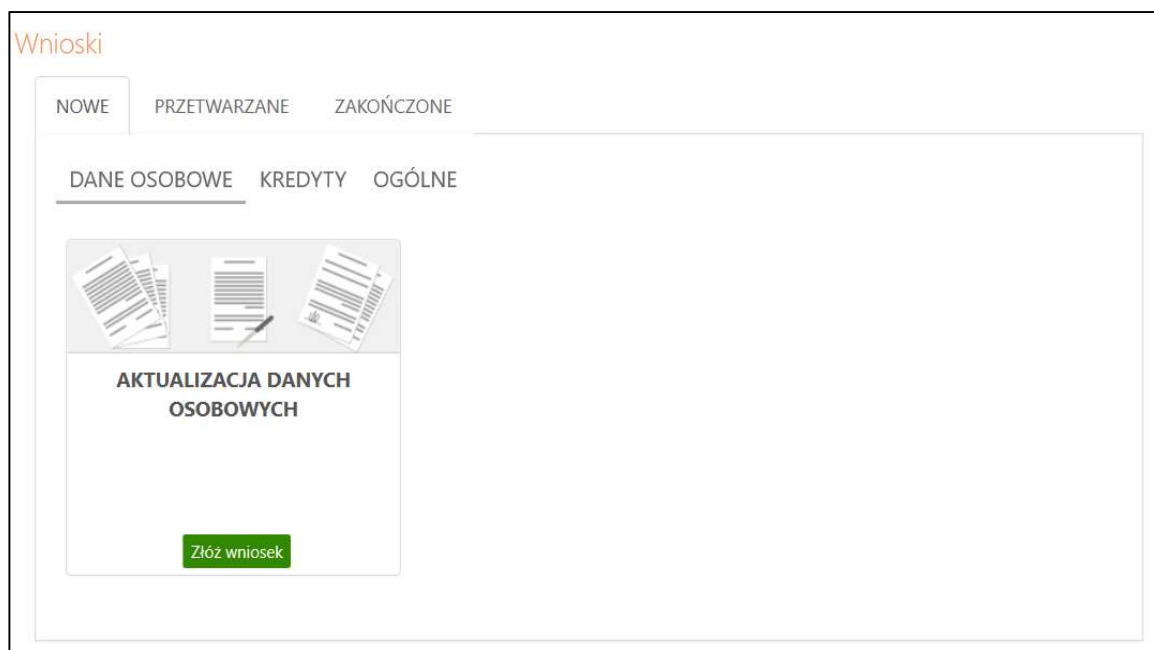 Wnioski
NOWE PRZETWARZANE ZAKOŃCZONE
DANE OSOBOWE KREDYTY OGÓLNE
AKTUALIZACJA DANYCH
OSOBOWYCH
Złóż wniosek